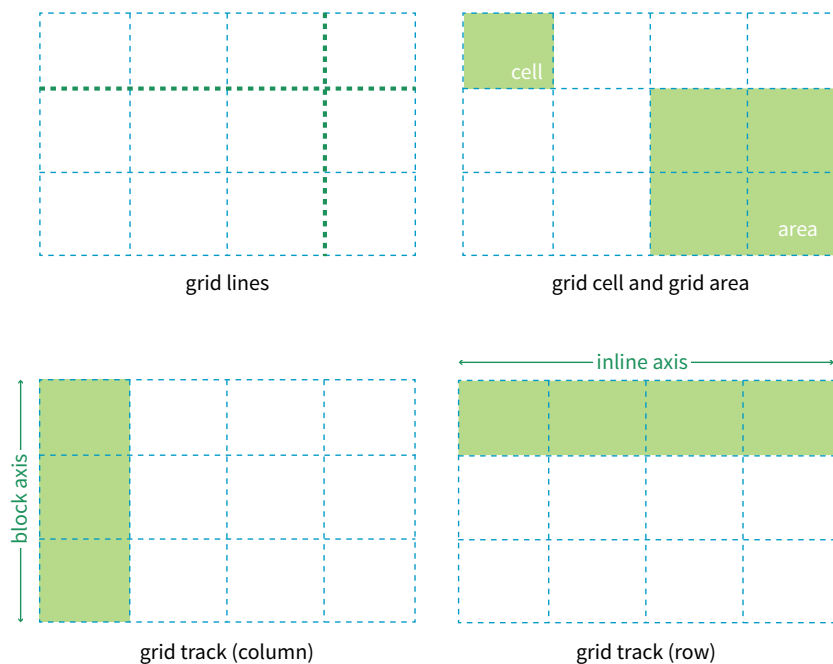 cell
area
grid lines
grid cell and grid area
inline axis
block axis
grid track (column)
grid track (row)